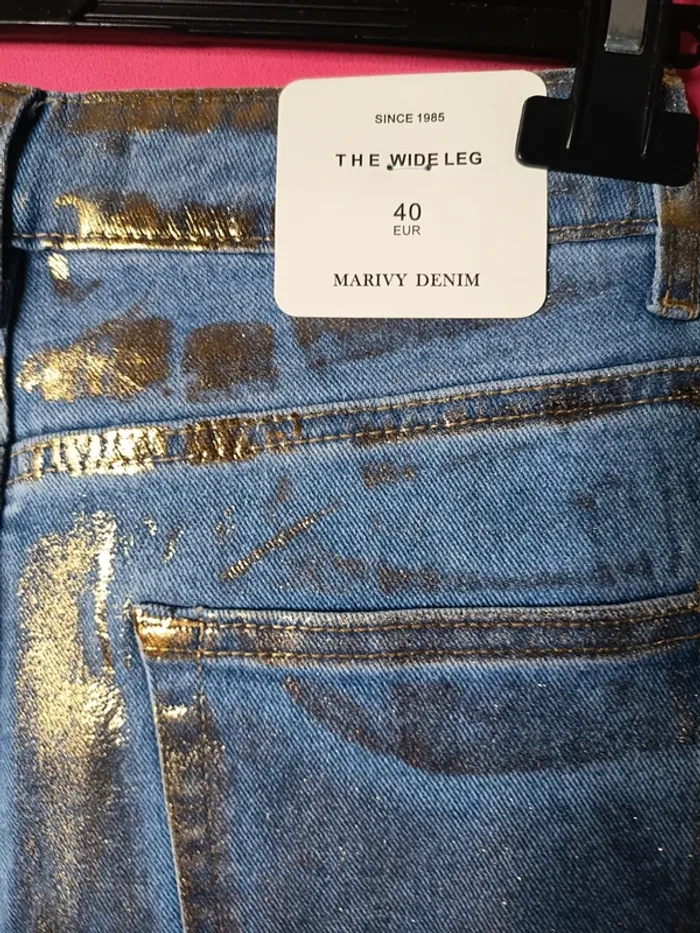 SINCE 1985
THE WIDE LEG
40
EUR
MARIVY DENIM